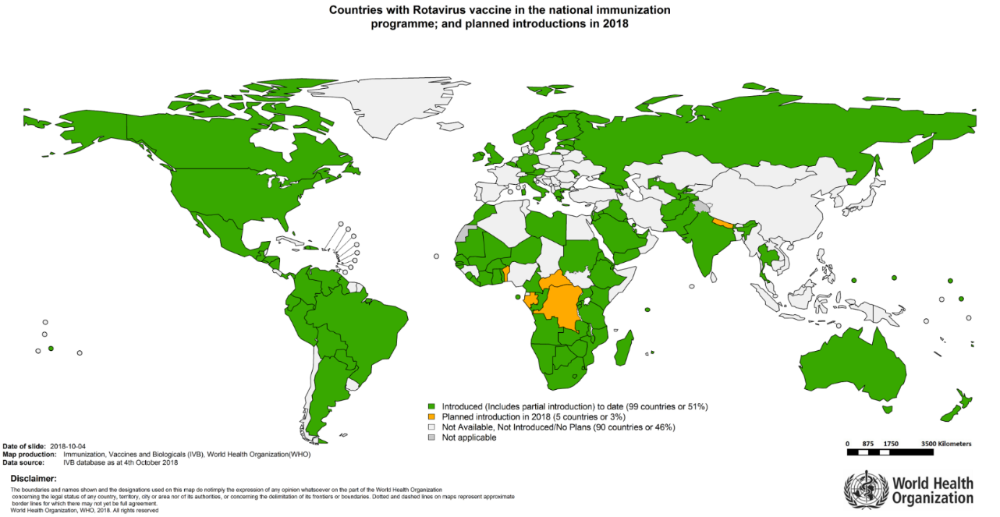 Countries with Rotavirus vaccine in the national immunization
programme; and planned introductions in 2018
Introduced (Includes partial introduction) to date (99 countries or 51%)
Planned introduction in 2018 (5 countries or 3%)
Not Available, Not Introduced/No Plans (90 countries or 46%)
Not applicable
0 875 1750 3500 Kilometers
Date of slide: 2018-10-04
Map production: Immunization, Vaccines and Biologicals (IVB), World Health Organization(WHO)
Data source: IVB database as at 4th October 2018
Disclaimer:
The boundaries and names shown and the designations used on this map do notimply the expression of any opinion whatsoever on the part of the World Health Organization
concerning the legal status of any country, territory, city or area nor of its authorities, or concerning the delimitation of its frontiers or boundaries. Dotted and dashed lines on maps represent approximate
border lines for which there may not yet be full agreement.
World Health Organization, WHO, 2018. All rights reserved
World Health
Organization